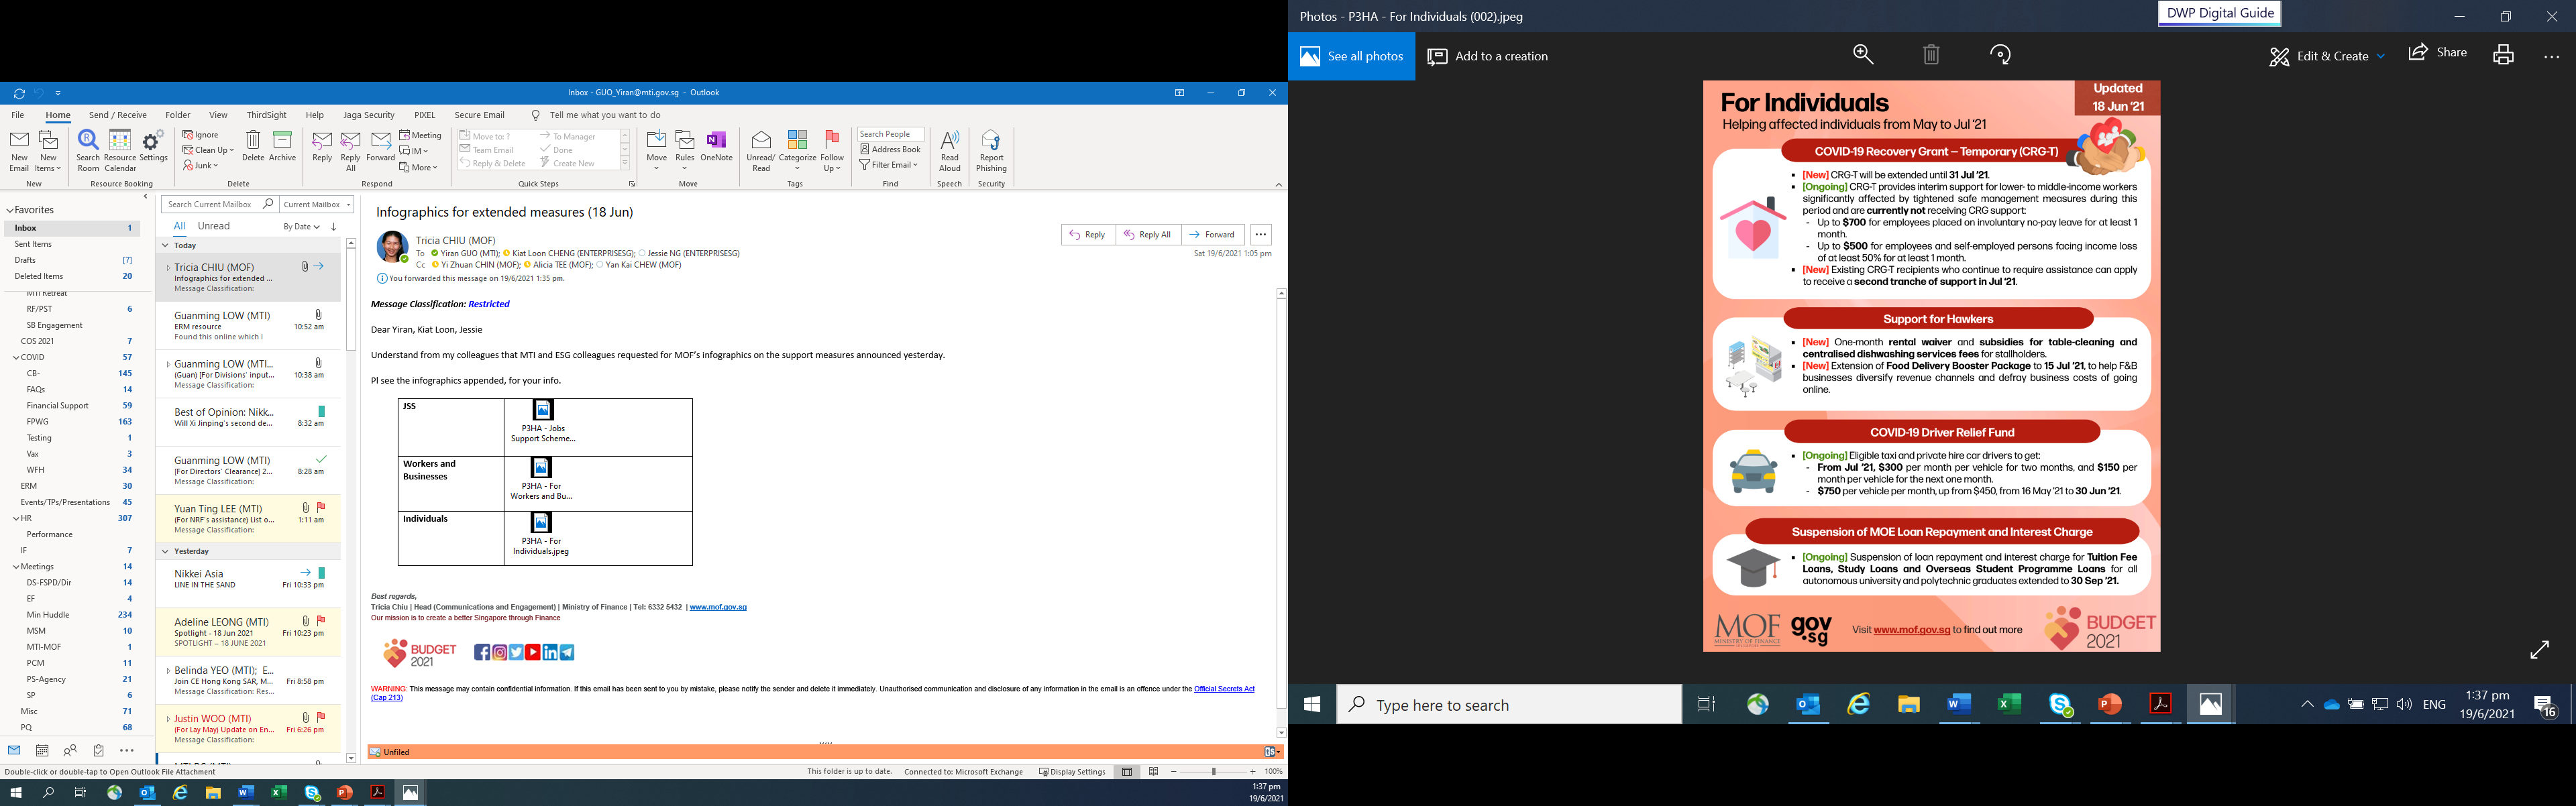 Inbox - GUO_Yiran@mti.gov.sg - Outlook
File Home Send / Receive Folder View ThirdSight Help Jaga Security PIXEL Secure Email Tell me what you want to do
New Email
New Items
Search Room
Resource Calendar
Settings
Ignore
Clean Up
Junk
Delete
Archive
Reply
Reply All
Forward
Meeting
IM
More
Move to: ?
Team Email
Reply & Delete
To Manager
Done
Create New
Move
Rules
OneNote
Unread/ Read
Categorize
Follow Up
Search People
Address Book
Filter Email
Read Aloud
Report Phishing
New Resource Booking Delete Respond Quick Steps Move Tags Find Speech Security
Favorites
Inbox 1
Sent Items
Drafts [7]
Deleted Items 20
MTI Retreat
RF/PST 6
SB Engagement
COS 2021 7
COVID 57
CB- 145
FAQs 14
Financial Support 59
FPWG 163
Testing 1
Vax 3
WFH 34
ERM 30
Events/TPs/Presentations 45
HR 307
Performance
IF 7
Meetings 14
DS-FSPD/Dir 14
EF 4
Min Huddle 234
MSM 10
MTI-MOF 1
PCM 11
PS-Agency 21
SP 6
Misc 71
PQ 68
Search Current Mailbox Current Mailbox
All Unread By Date
Today
Tricia CHIU (MOF)
Infographics for extended ...
Message Classification:
Guanming LOW (MTI)
ERM resource 10:52 am
Found this online which I
Guanming LOW (MTI...
(Guan) [For Divisions' input... 10:38 am
Message Classification:
Best of Opinion: Nikk...
Will Xi Jinping's second de... 8:32 am
Guanming LOW (MTI)
[For Directors' Clearance] 2... 8:28 am
Message Classification:
Yuan Ting LEE (MTI)
(For NRF's assistance) List o... 1:11 am
Message Classification:
Yesterday
Nikkei Asia
LINE IN THE SAND Fri 10:33 pm
Adeline LEONG (MTI)
Spotlight - 18 Jun 2021 Fri 10:23 pm
SPOTLIGHT – 18 JUNE 2021
Belinda YEO (MTI); E...
Join CE Hong Kong SAR, M... Fri 8:58 pm
Message Classification: Res...
Justin WOO (MTI)
(For Lay May) Update on En... Fri 6:26 pm
Message Classification:
Infographics for extended measures (18 Jun)
Tricia CHIU (MOF)
To Yiran GUO (MTI); Kiat Loon CHENG (ENTERPRISESG); Jessie NG (ENTERPRISESG)
Cc Yi Zhuan CHIN (MOF); Alicia TEE (MOF); Yan Kai CHEW (MOF)
You forwarded this message on 19/6/2021 1:35 pm.
Reply Reply All Forward ...
Sat 19/6/2021 1:05 pm
Message Classification: Restricted
Dear Yiran, Kiat Loon, Jessie
Understand from my colleagues that MTI and ESG colleagues requested for MOF's infographics on the support measures announced yesterday.
Pl see the infographics appended, for your info.
JSS
P3HA - Jobs
Support Scheme...
Workers and
Businesses
P3HA - For
Workers and Bu...
Individuals
P3HA - For
Individuals.jpeg
Best regards,
Tricia Chiu | Head (Communications and Engagement) | Ministry of Finance | Tel: 6332 5432 | www.mof.gov.sg
Our mission is to create a better Singapore through Finance
BUDGET
2021
WARNING: This message may contain confidential information. If this email has been sent to you by mistake, please notify the sender and delete it immediately. Unauthorised communication and disclosure of any information in the email is an offence under the Official Secrets Act
(Cap 213)
Unfiled
Double-click or double-tap to Open Outlook File Attachment
This folder is up to date. Connected to: Microsoft Exchange Display Settings 100%
1:37 pm
19/6/2021
Photos - P3HA - For Individuals (002).jpeg
DWP Digital Guide
See all photos Add to a creation Edit & Create Share
For Individuals
Helping affected individuals from May to Jul '21
Updated
18 Jun '21
COVID-19 Recovery Grant – Temporary (CRG-T)
[New] CRG-T will be extended until 31 Jul '21.
[Ongoing] CRG-T provides interim support for lower- to middle-income workers
significantly affected by tightened safe management measures during this
period and are currently not receiving CRG support:
- Up to $700 for employees placed on involuntary no-pay leave for at least 1
month.
- Up to $500 for employees and self-employed persons facing income loss
of at least 50% for at least 1 month.
[New] Existing CRG-T recipients who continue to require assistance can apply
to receive a second tranche of support in Jul '21.
Support for Hawkers
[New] One-month rental waiver and subsidies for table-cleaning and
centralised dishwashing services fees for stallholders.
[New] Extension of Food Delivery Booster Package to 15 Jul '21, to help F&B
businesses diversify revenue channels and defray business costs of going
online.
COVID-19 Driver Relief Fund
[Ongoing] Eligible taxi and private hire car drivers to get:
- From Jul '21, $300 per month per vehicle for two months, and $150 per
month per vehicle for the next one month.
- $750 per vehicle per month, up from $450, from 16 May '21 to 30 Jun '21.
Suspension of MOE Loan Repayment and Interest Charge
[Ongoing] Suspension of loan repayment and interest charge for Tuition Fee
Loans, Study Loans and Overseas Student Programme Loans for all
autonomous university and polytechnic graduates extended to 30 Sep '21.
MOF
MINISTRY OF FINANCE
gov
.sg
Visit www.mof.gov.sg to find out more
BUDGET
2021
Type here to search
ENG
1:37 pm
19/6/2021
16